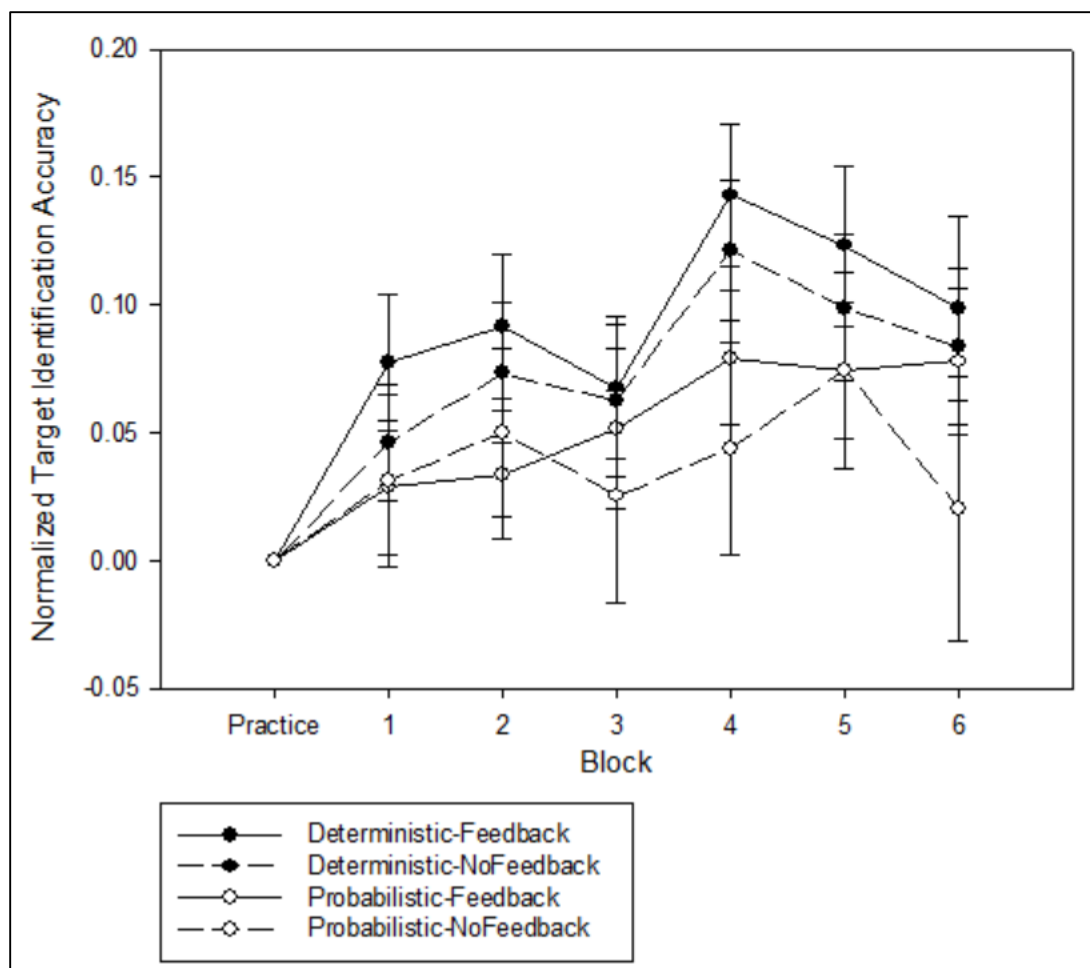 Normalized Target Identification Accuracy
0.20
0.15
0.10
0.05
0.00
-0.05
Practice 1 2 3 4 5 6
Block
Deterministic-Feedback
Deterministic-NoFeedback
Probabilistic-Feedback
Probabilistic-NoFeedback